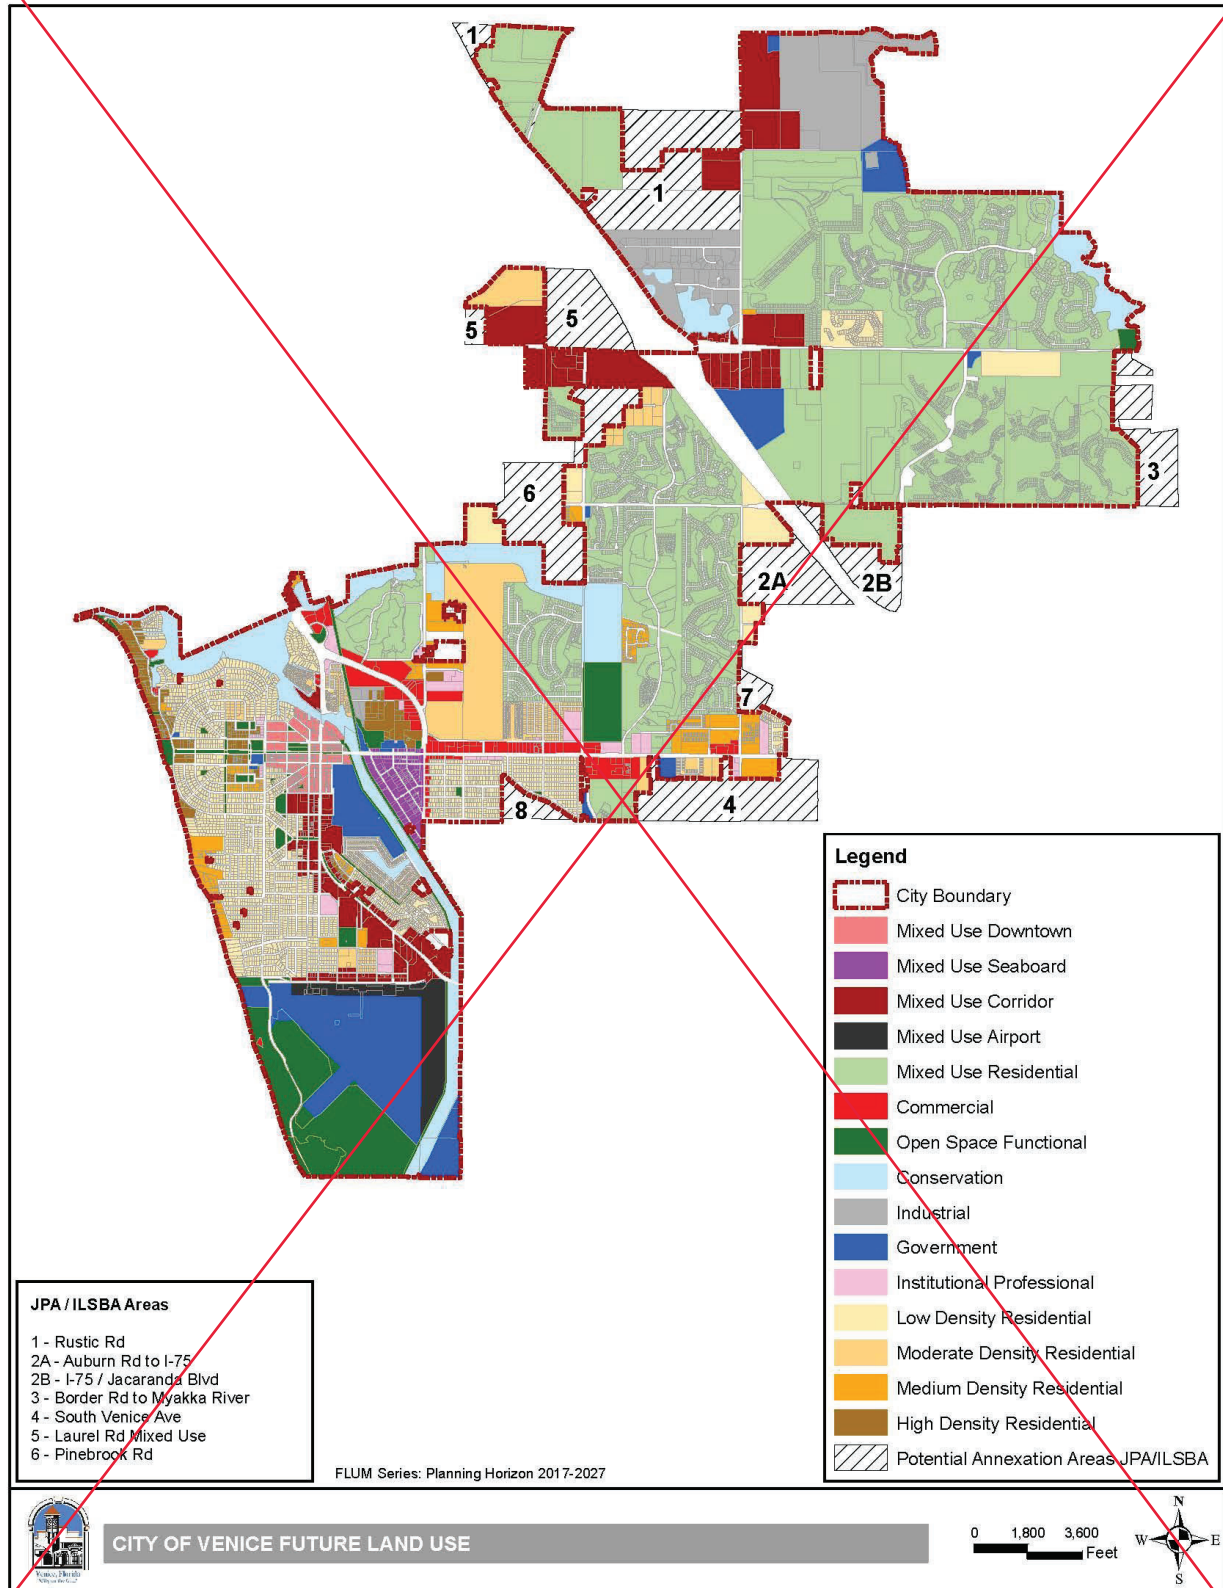 1
1
5
5
6
3
2A
2B
7
8
4
Legend
City Boundary
Mixed Use Downtown
Mixed Use Seaboard
Mixed Use Corridor
Mixed Use Airport
Mixed Use Residential
Commercial
Open Space Functional
Conservation
Industrial
Government
Institutional Professional
Low Density Residential
Moderate Density Residential
Medium Density Residential
High Density Residential
Potential Annexation Areas JPA/ILSBA
JPA / ILSBA Areas
1 - Rustic Rd
2A - Auburn Rd to I-75
2B - I-75 / Jacaranda Blvd
3 - Border Rd to Myakka River
4 - South Venice Ave
5 - Laurel Rd Mixed Use
6 - Pinebrook Rd
FLUM Series: Planning Horizon 2017-2027
Venice, Florida
CITY OF VENICE FUTURE LAND USE
0 1,800 3,600
Feet
N
W E
S